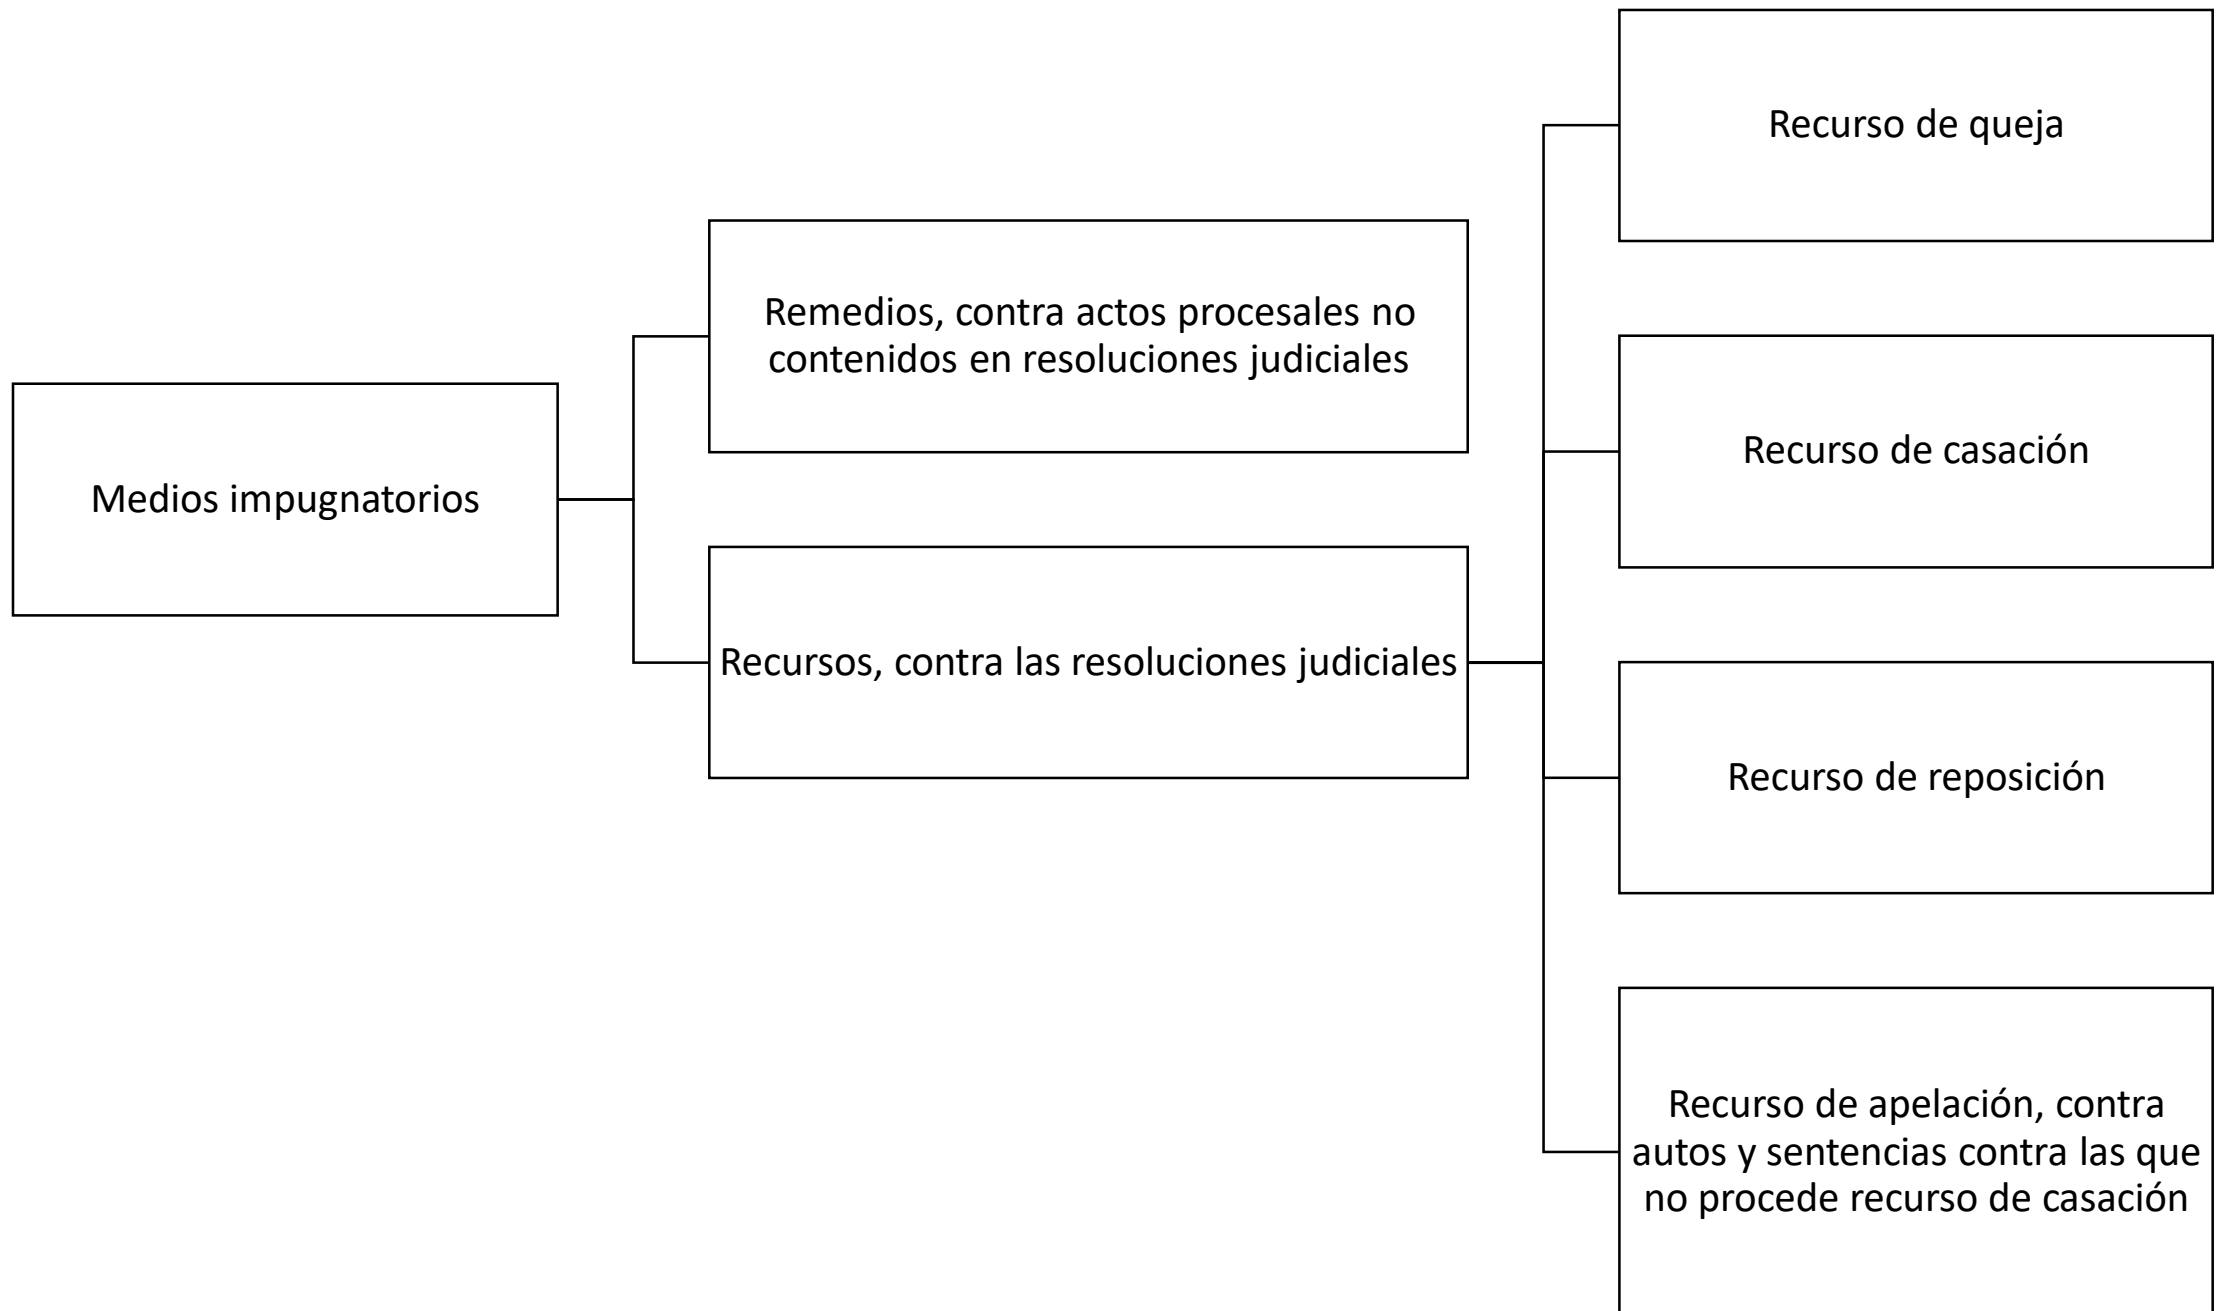 Medios impugnatorios
Remedios, contra actos procesales no
contenidos en resoluciones judiciales
Recursos, contra las resoluciones judiciales
Recurso de queja
Recurso de casación
Recurso de reposición
Recurso de apelación, contra
autos y sentencias contra las que
no procede recurso de casación